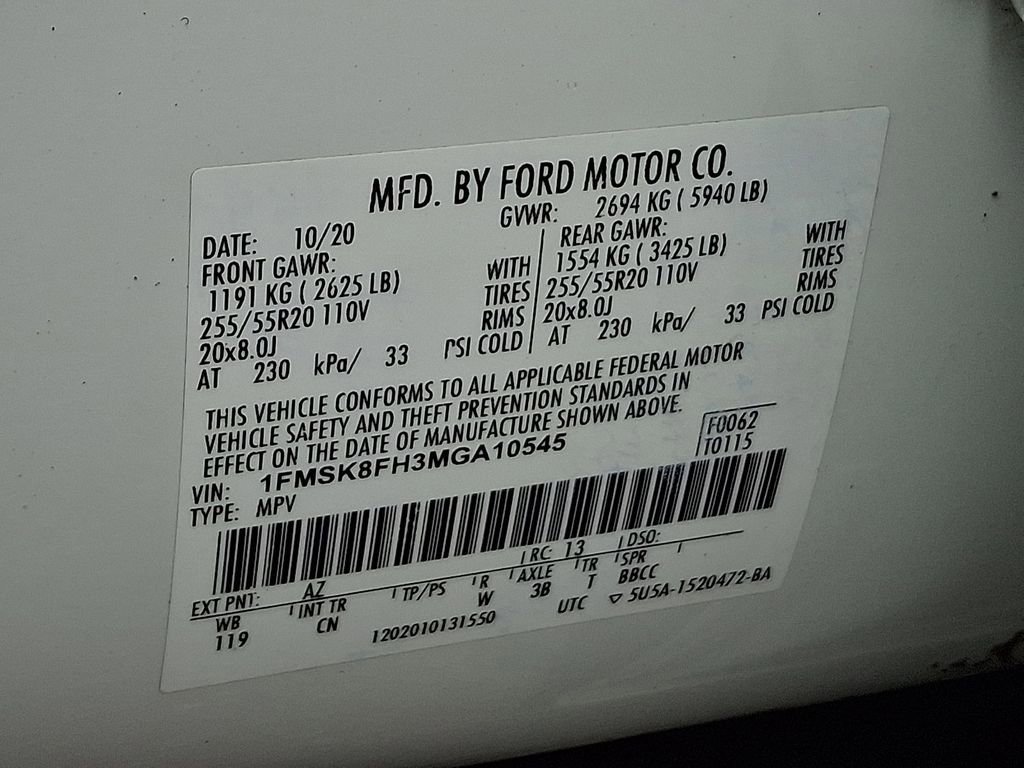 MFD. BY FORD MOTOR CO.
DATE: 10/20 GVWR: 2694 KG ( 5940 LB)
FRONT GAWR: REAR GAWR:
1191 KG ( 2625 LB) WITH 1554 KG ( 3425 LB) WITH
255/55R20 110V TIRES 255/55R20 110V TIRES
20x8.0J RIMS 20x8.0J RIMS
AT 230 kPa/ 33 PSI COLD AT 230 kPa/ 33 PSI COLD
THIS VEHICLE CONFORMS TO ALL APPLICABLE FEDERAL MOTOR
VEHICLE SAFETY AND THEFT PREVENTION STANDARDS IN
EFFECT ON THE DATE OF MANUFACTURE SHOWN ABOVE.
VIN: 1FMSK8FH3MGA10545 F0062
TYPE: MPV T0115
EXT PNT: AZ RC: 13 DSO:
WB INT TR TP/PS R AXLE TR SPR
119 CN W 3B T BBCC
1202010131550 UTC ▽ 5U5A-1520472-BA